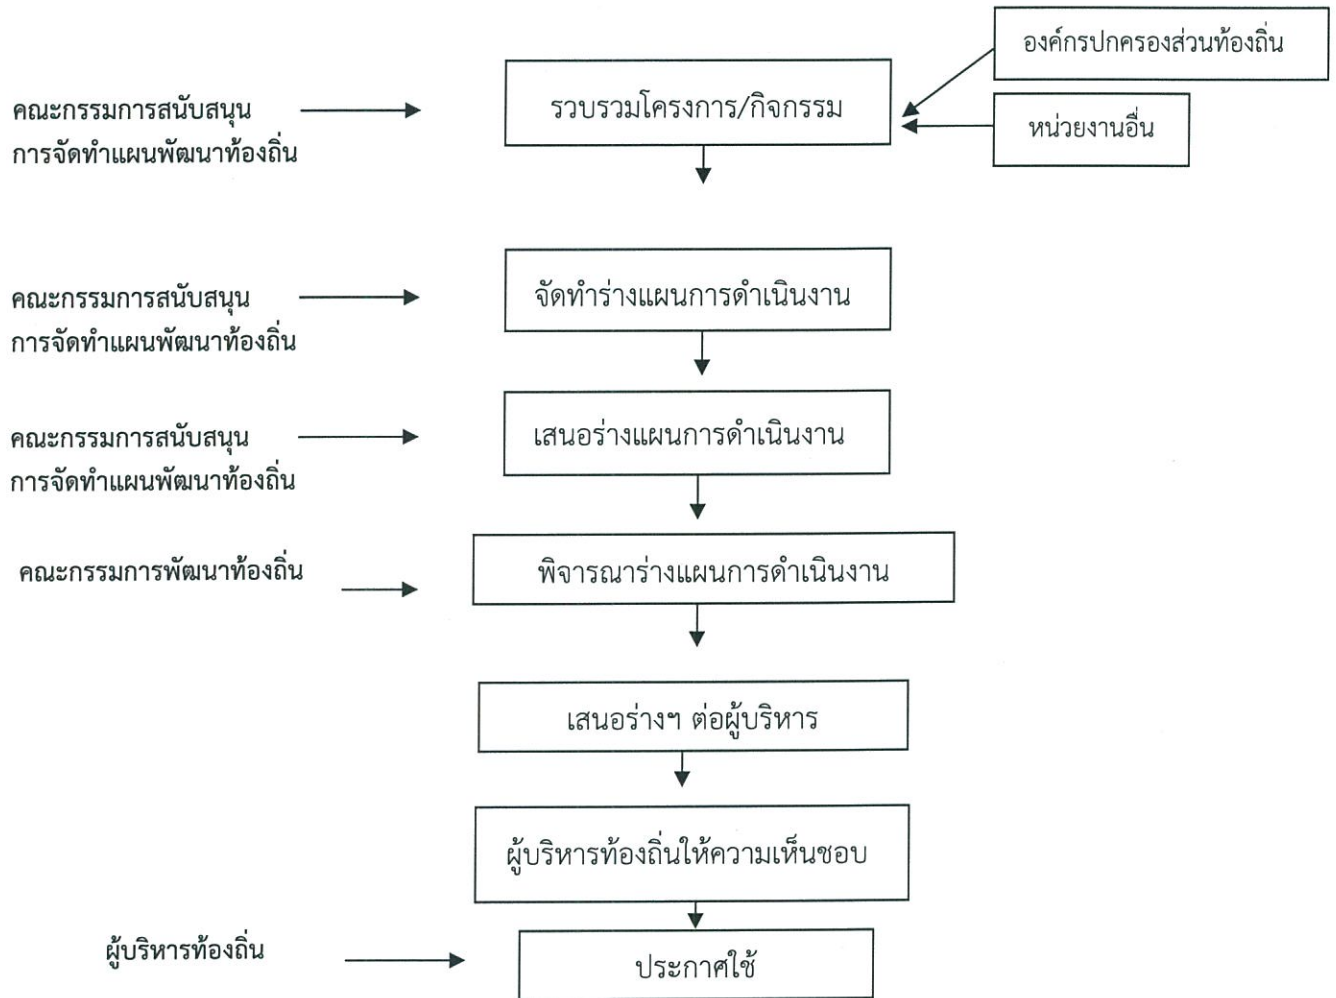 องค์กรปกครองส่วนท้องถิ่น
คณะกรรมการสนับสนุน
การจัดทำแผนพัฒนาท้องถิ่น
รวบรวมโครงการ/กิจกรรม
หน่วยงานอื่น
คณะกรรมการสนับสนุน
การจัดทำแผนพัฒนาท้องถิ่น
จัดทำร่างแผนการดำเนินงาน
คณะกรรมการสนับสนุน
การจัดทำแผนพัฒนาท้องถิ่น
เสนอร่างแผนการดำเนินงาน
คณะกรรมการพัฒนาท้องถิ่น
พิจารณาร่างแผนการดำเนินงาน
เสนอร่างฯ ต่อผู้บริหาร
ผู้บริหารท้องถิ่นให้ความเห็นชอบ
ผู้บริหารท้องถิ่น
ประกาศใช้